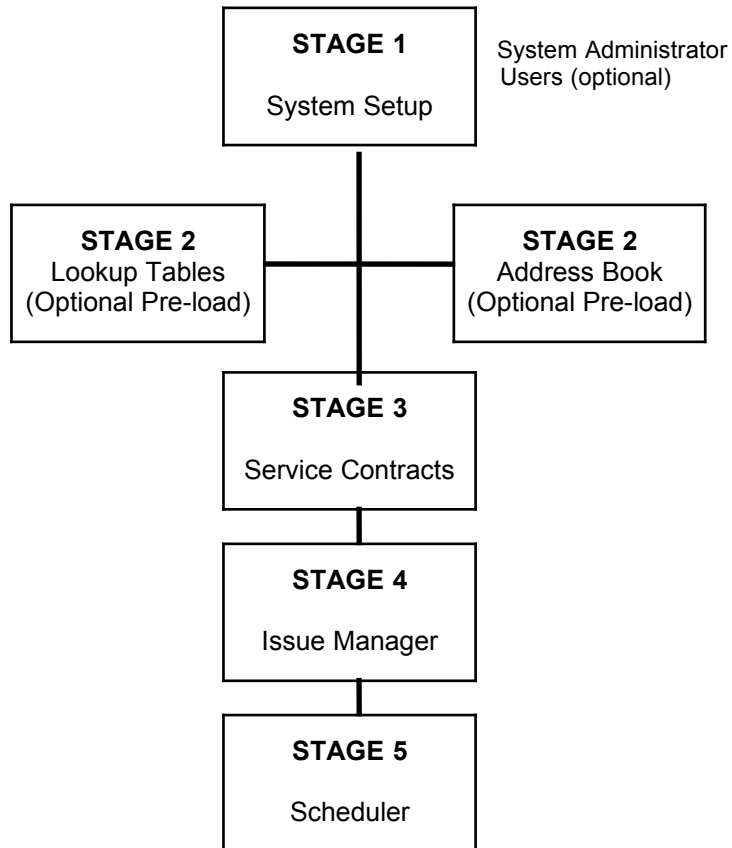 STAGE 1
System Setup
System Administrator
Users (optional)
STAGE 2
Lookup Tables
(Optional Pre-load)
STAGE 2
Address Book
(Optional Pre-load)
STAGE 3
Service Contracts
STAGE 4
Issue Manager
STAGE 5
Scheduler